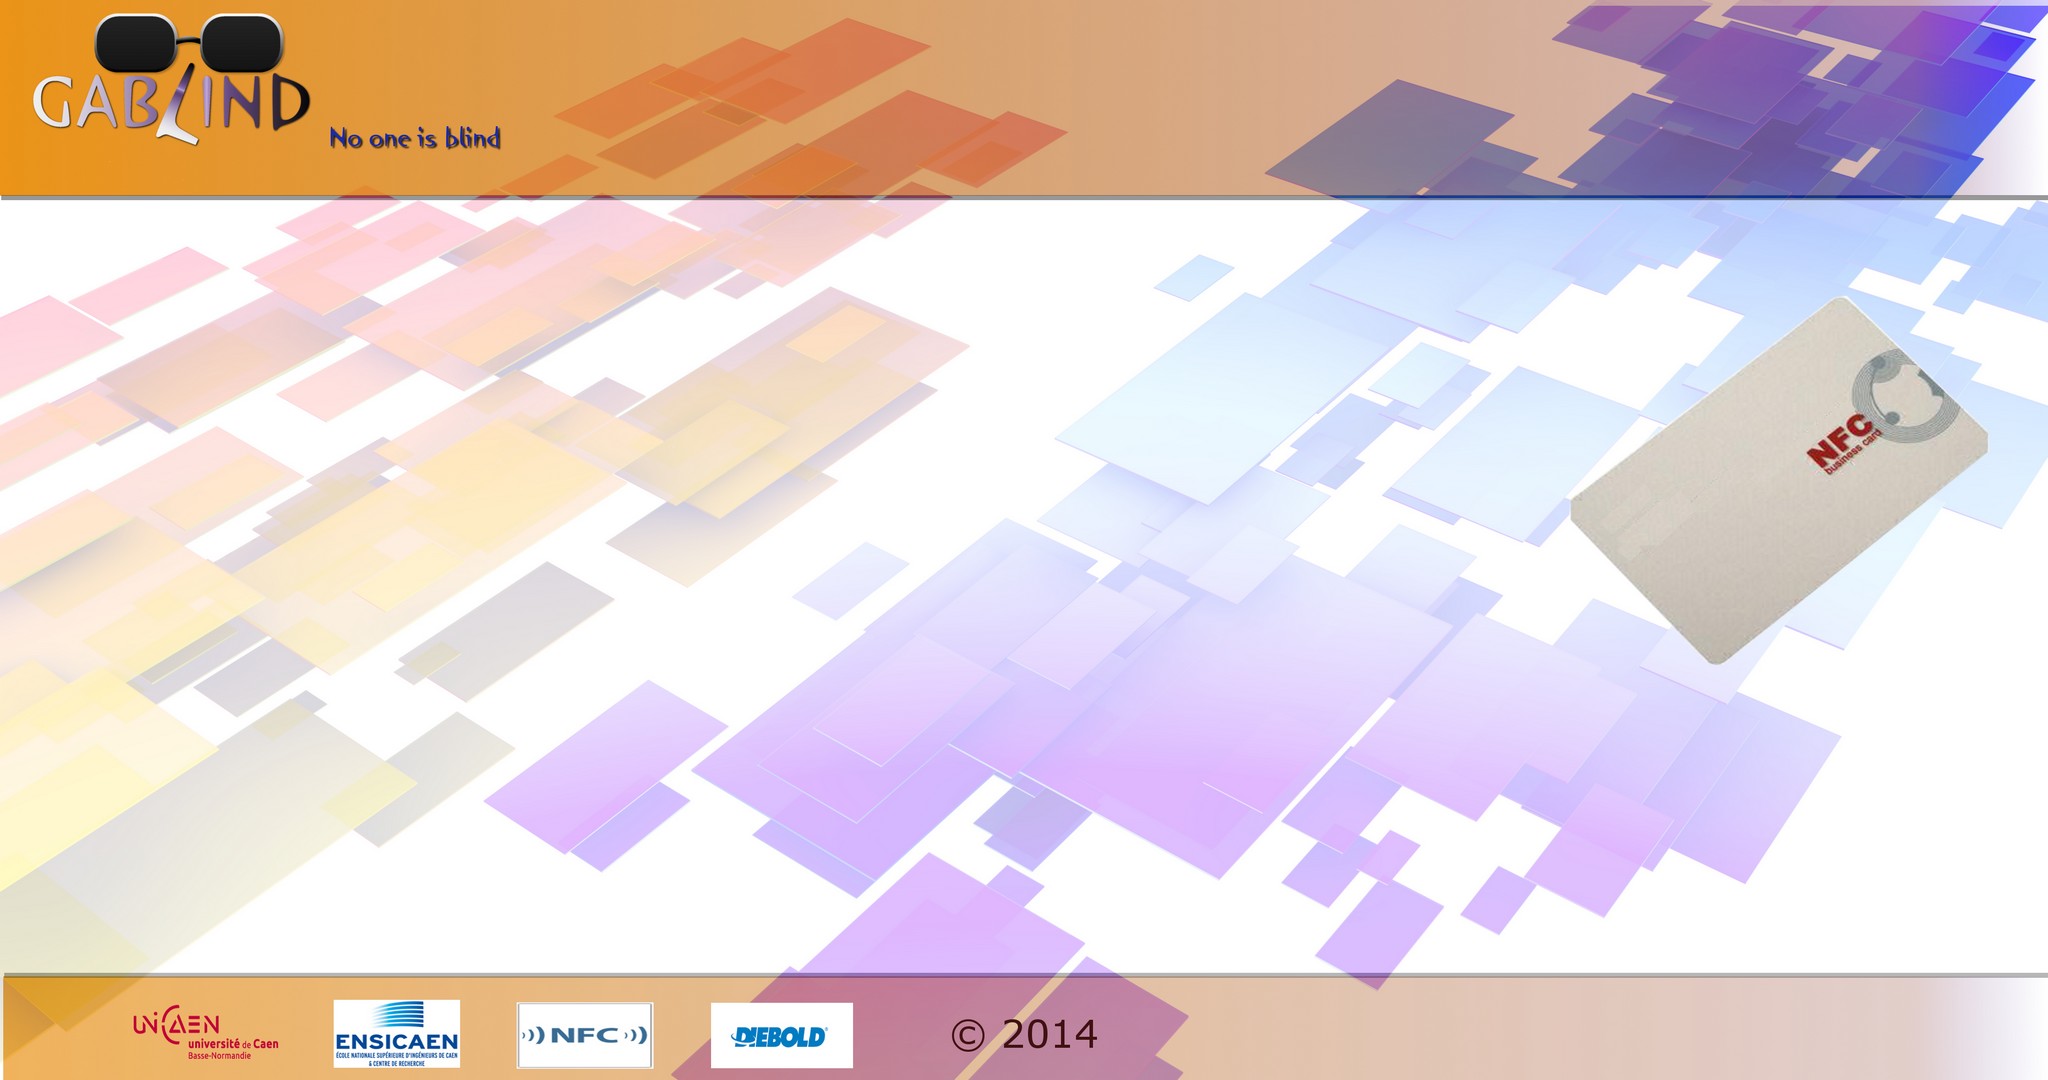 GABLIND
No one is blind
NFC
business card
UNICAEN
université de Caen
Basse-Normandie
ENSICAEN
ÉCOLE NATIONALE SUPÉRIEURE D'INGÉNIEURS DE CAEN
& CENTRE DE RECHERCHE
NFC
DIEBOLD
© 2014